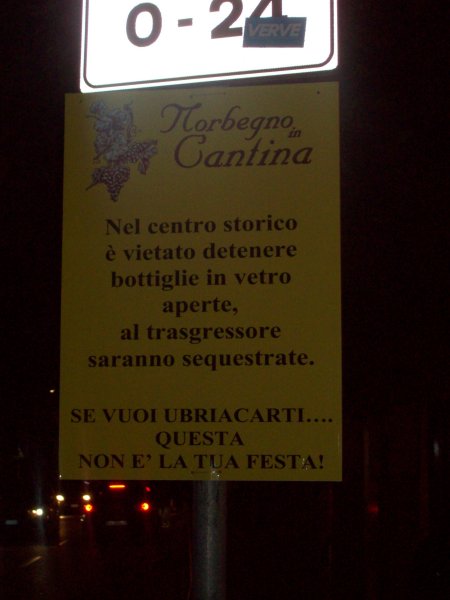 0 - 24
VERVE
Morbegno
in
Cantina
Nel centro storico
è vietato detenere
bottiglie in vetro
aperte,
al trasgressore
saranno sequestrate.
SE VUOI UBRIACARTI....
QUESTA
NON E' LA TUA FESTA!